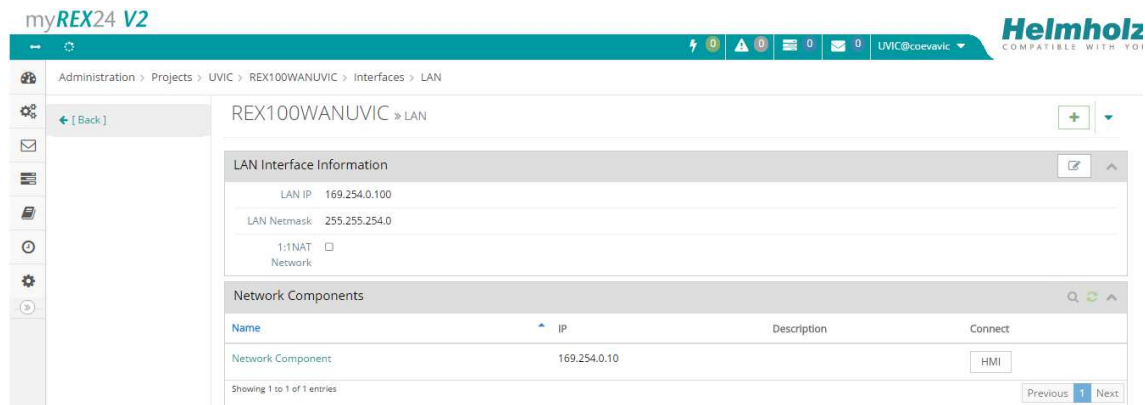 myREX24 V2
Helmholz
COMPATIBLE WITH YOU
0 0 0 0 UVIC@coevavic
Administration > Projects > UVIC > REX100WANUVIC > Interfaces > LAN
[ Back ]
REX100WANUVIC » LAN
LAN Interface Information
LAN IP 169.254.0.100
LAN Netmask 255.255.254.0
1:1NAT
Network
Network Components
Name IP Description Connect
Network Component 169.254.0.10 HMI
Showing 1 to 1 of 1 entries
Previous 1 Next